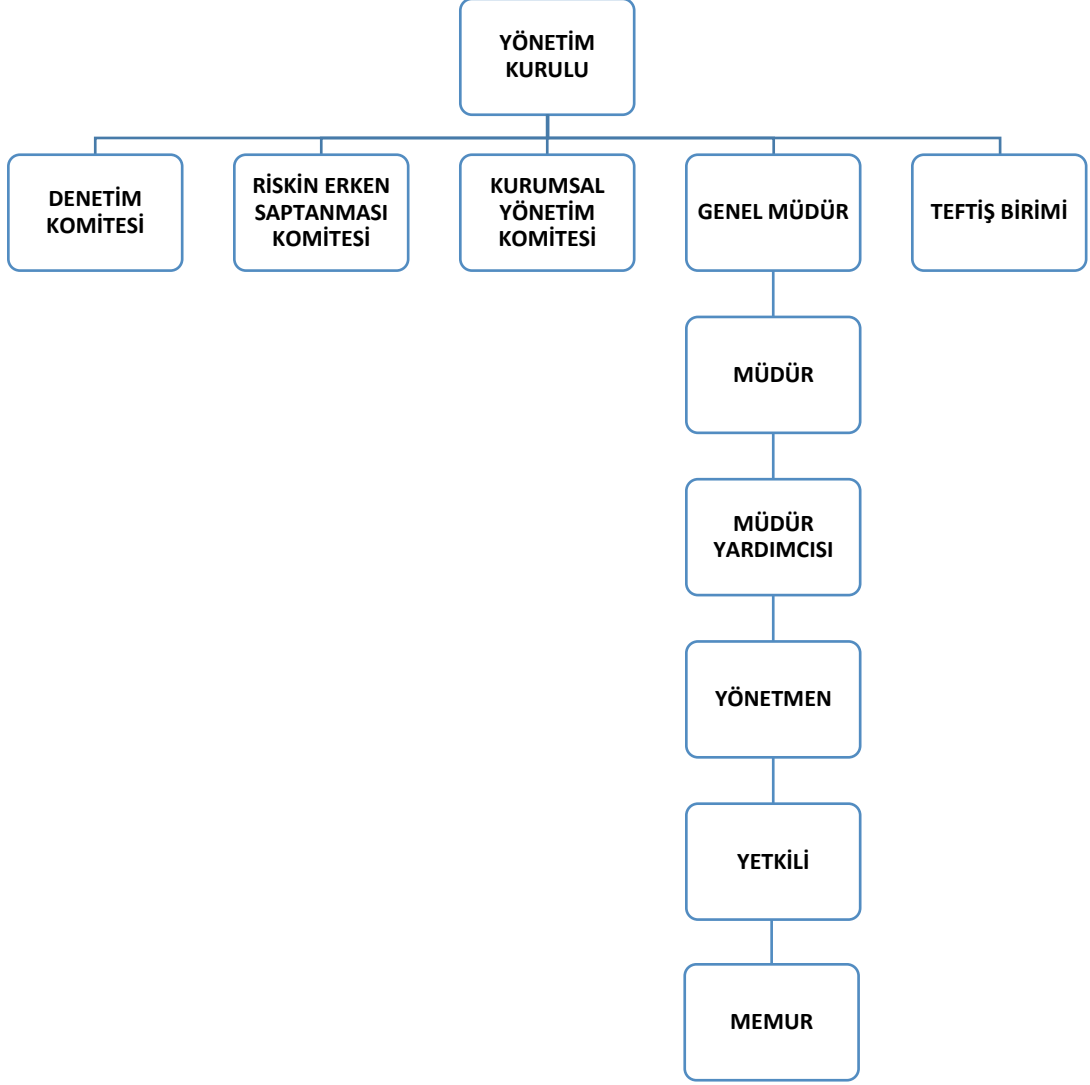 YÖNETİM
KURULU
DENETİM
KOMİTESİ
RİSKİN ERKEN
SAPTANMASI
KOMİTESİ
KURUMSAL
YÖNETİM
KOMİTESİ
GENEL MÜDÜR
TEFTİŞ BİRİMİ
MÜDÜR
MÜDÜR
YARDIMCISI
YÖNETMEN
YETKİLİ
MEMUR